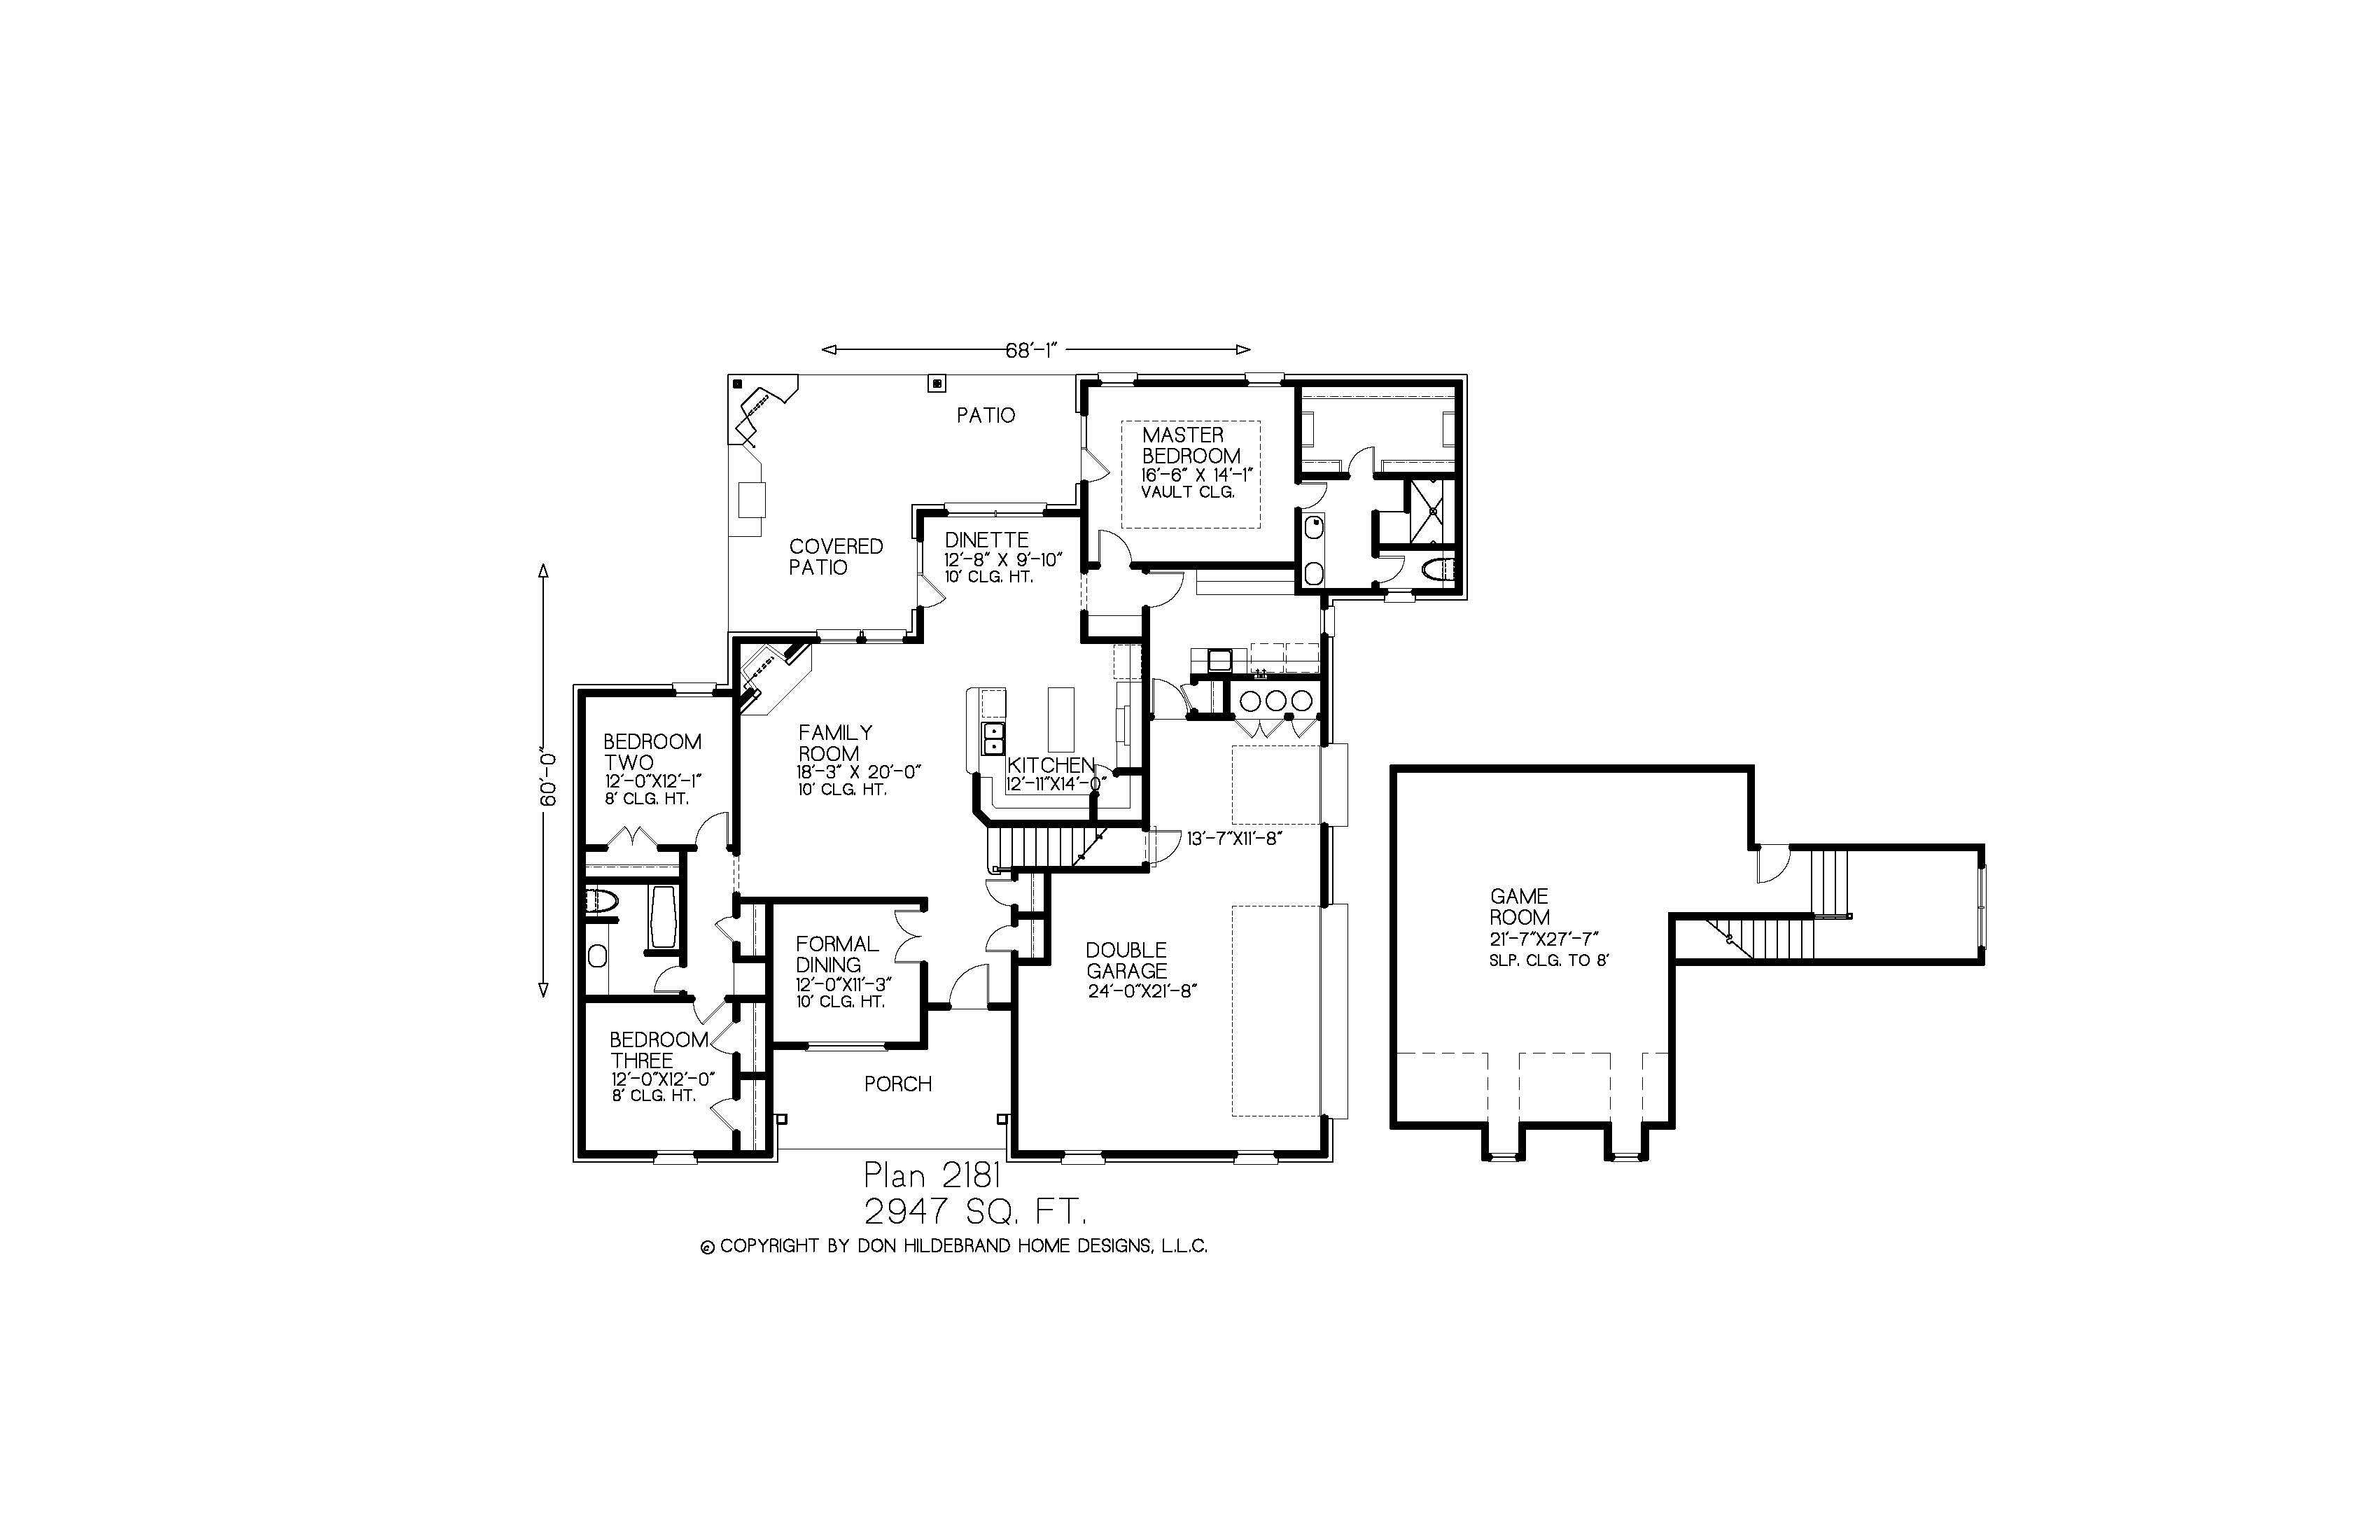 68'-1"
PATIO
MASTER
BEDROOM
16'-6" X 14'-1"
VAULT CLG.
COVERED
PATIO
DINETTE
12'-8" X 9'-10"
10' CLG. HT.
60'-0"
BEDROOM
TWO
12'-0"X12'-1"
8' CLG. HT.
FAMILY
ROOM
18'-3" X 20'-0"
10' CLG. HT.
KITCHEN
12'-11"X14'-0"
13'-7"X11'-8"
FORMAL
DINING
12'-0"X11'-3"
10' CLG. HT.
DOUBLE
GARAGE
24'-0"X21'-8"
GAME
ROOM
21'-7"X27'-7"
SLP. CLG. TO 8'
BEDROOM
THREE
12'-0"X12'-0"
8' CLG. HT.
PORCH
Plan 2181
2947 SQ. FT.
© COPYRIGHT BY DON HILDEBRAND HOME DESIGNS, L.L.C.